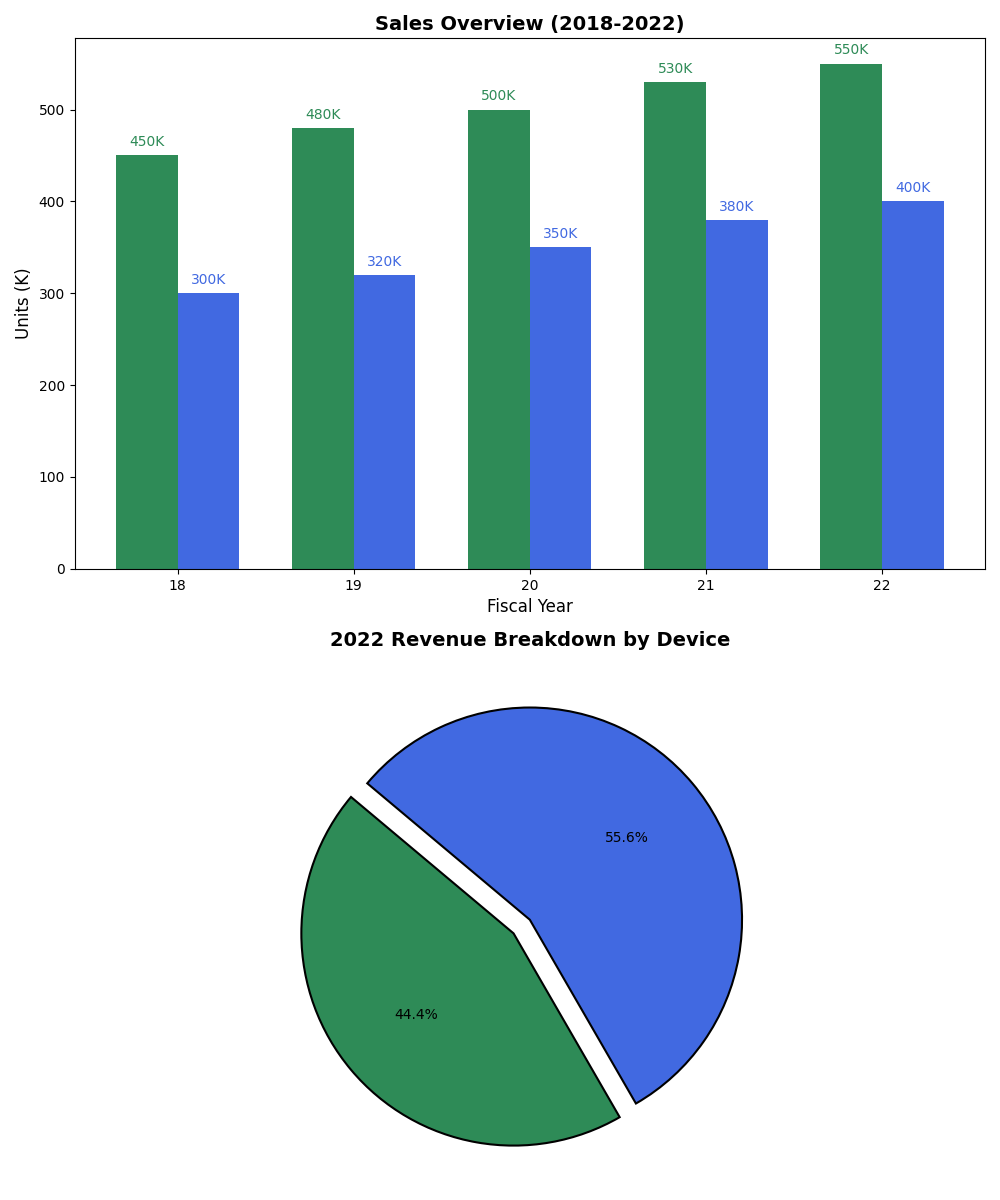 Sales Overview (2018-2022)
550K
530K
500K
480K
450K
400K
380K
350K
320K
300K
Units (K)
500
400
300
200
100
0
18 19 20 21 22
Fiscal Year
2022 Revenue Breakdown by Device
55.6%
44.4%